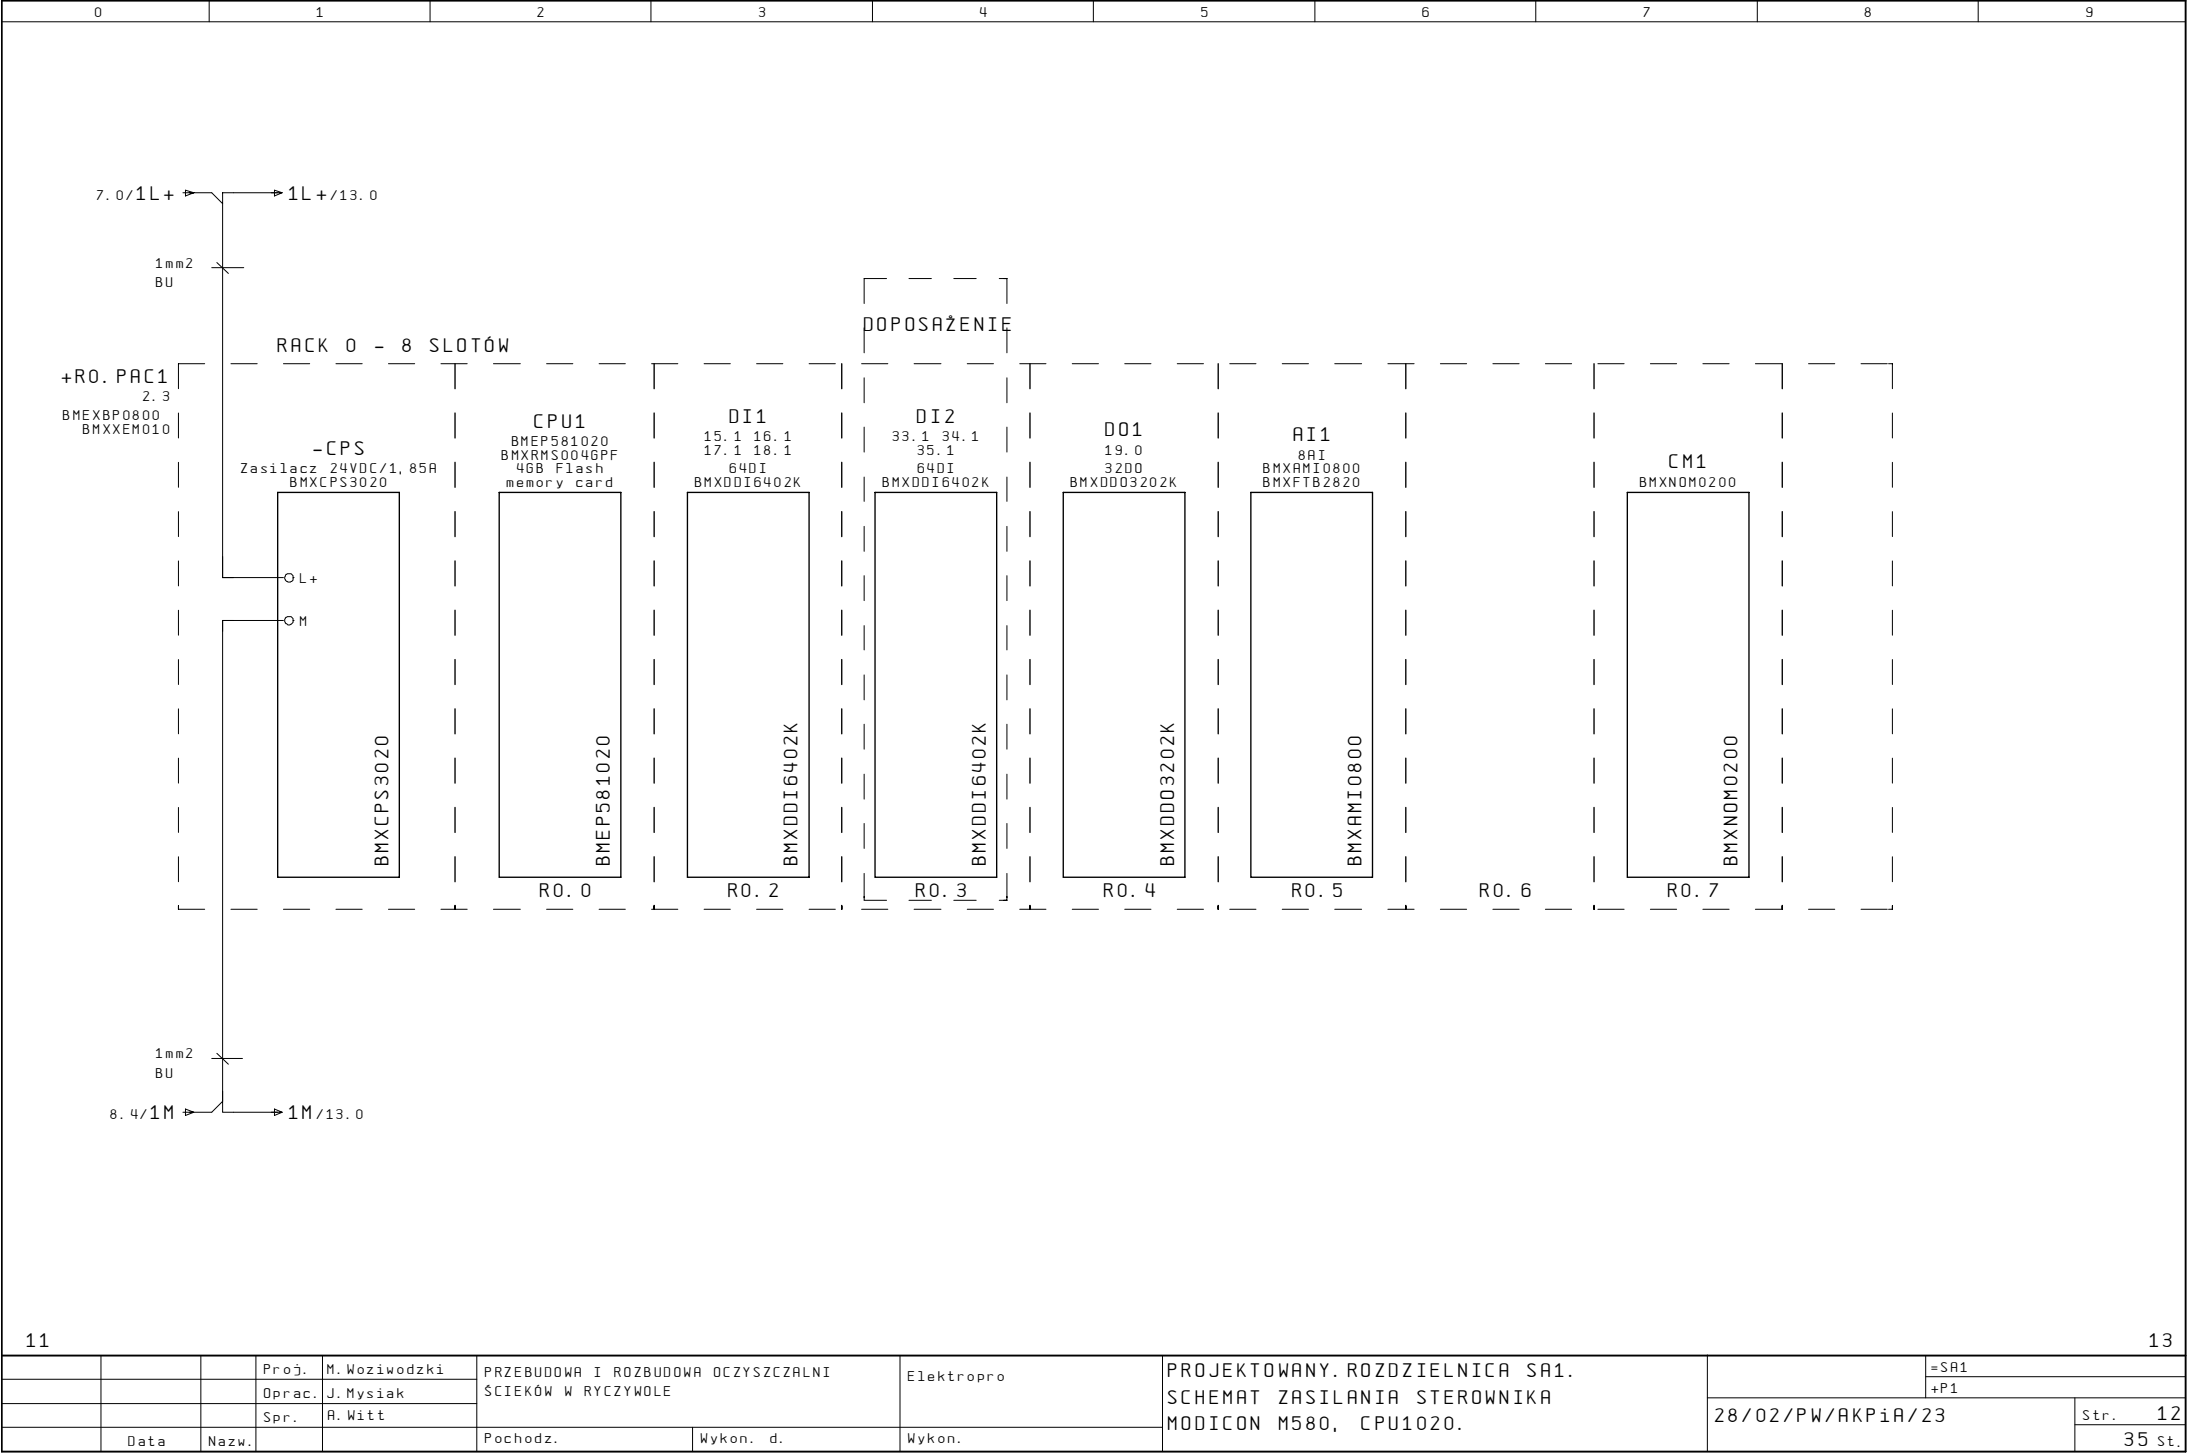 0 1 2 3 4 5 6 7 8 9
7.0/1L+ 1L+/13.0
1mm2
BU
DOPOSAŻENIE
RACK 0 - 8 SLOTÓW
+R0.PAC1
2.3
BMEXBP0800
BMXXEM010
-CPS
Zasilacz 24VDC/1,85A
BMXCPS3020
L+
M
BMXCPS3020
CPU1
BMEP581020
BMXRMS004GPF
4GB Flash
memory card
BMEP581020
R0.0
DI1
15.1 16.1
17.1 18.1
64DI
BMXDDI6402K
BMXDDI6402K
R0.2
DI2
33.1 34.1
35.1
64DI
BMXDDI6402K
BMXDDI6402K
R0.3
DO1
19.0
32DO
BMXDDO3202K
BMXDDO3202K
R0.4
AI1
8AI
BMXAMI0800
BMXFTB2820
BMXAMI0800
R0.5
R0.6
CM1
BMXNOM0200
BMXNOM0200
R0.7
1mm2
BU
8.4/1M 1M/13.0
11 13
Proj. M.Woziwodzki
Oprac. J.Mysiak
Spr. A.Witt
Data Nazw.
PRZEBUDOWA I ROZBUDOWA OCZYSZCZALNI
ŚCIEKÓW W RYCZYWOLE
Pochodz. Wykon. d.
Elektropro
Wykon.
PROJEKTOWANY.ROZDZIELNICA SA1.
SCHEMAT ZASILANIA STEROWNIKA
MODICON M580, CPU1020.
=SA1
+P1
28/02/PW/AKPiA/23
Str. 12
35 St.